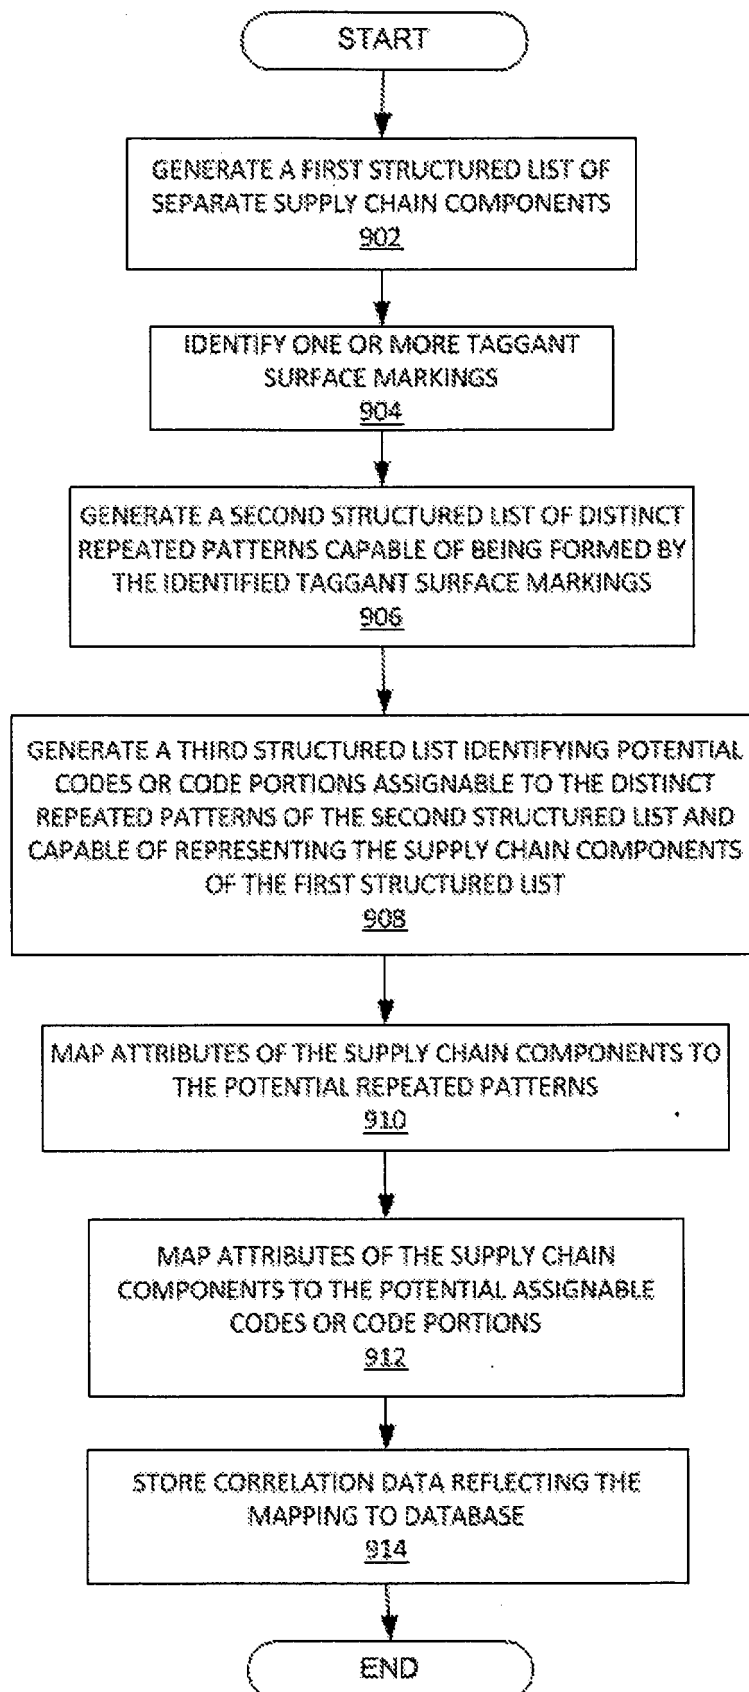 START
GENERATE A FIRST STRUCTURED LIST OF
SEPARATE SUPPLY CHAIN COMPONENTS
902
IDENTIFY ONE OR MORE TAGGANT
SURFACE MARKINGS
904
GENERATE A SECOND STRUCTURED LIST OF DISTINCT
REPEATED PATTERNS CAPABLE OF BEING FORMED BY
THE IDENTIFIED TAGGANT SURFACE MARKINGS
906
GENERATE A THIRD STRUCTURED LIST IDENTIFYING POTENTIAL
CODES OR CODE PORTIONS ASSIGNABLE TO THE DISTINCT
REPEATED PATTERNS OF THE SECOND STRUCTURED LIST AND
CAPABLE OF REPRESENTING THE SUPPLY CHAIN COMPONENTS
OF THE FIRST STRUCTURED LIST
908
MAP ATTRIBUTES OF THE SUPPLY CHAIN COMPONENTS TO
THE POTENTIAL REPEATED PATTERNS
910
MAP ATTRIBUTES OF THE SUPPLY CHAIN
COMPONENTS TO THE POTENTIAL ASSIGNABLE
CODES OR CODE PORTIONS
912
STORE CORRELATION DATA REFLECTING THE
MAPPING TO DATABASE
914
END